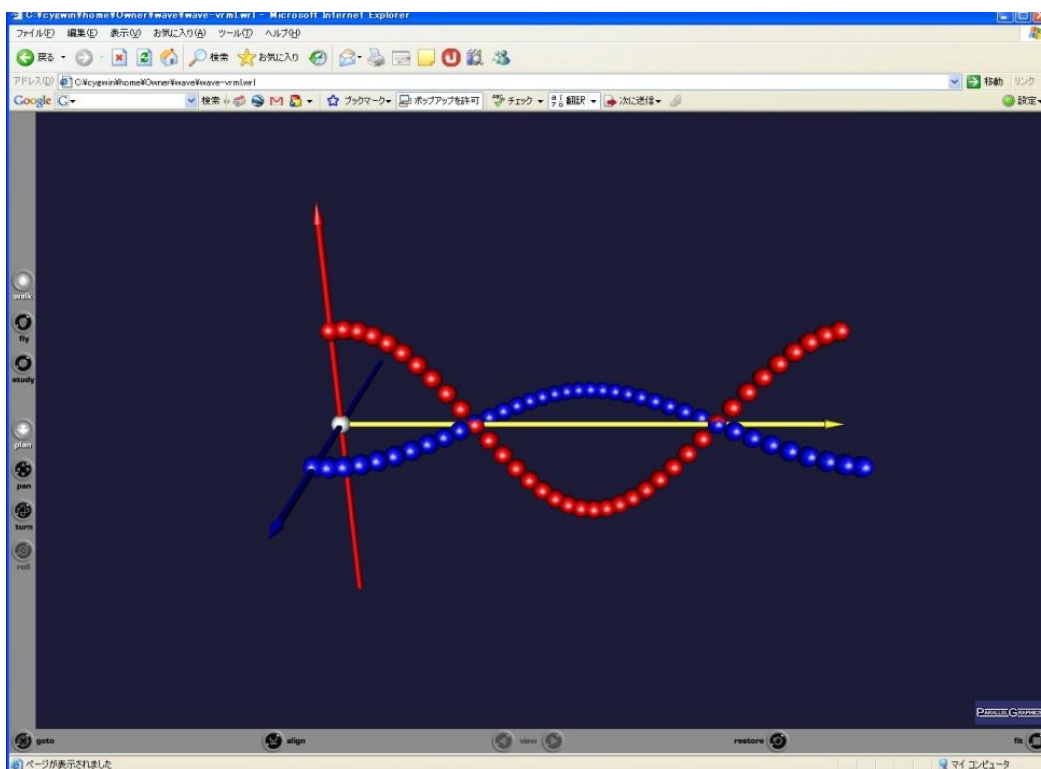 C:¥cygwin¥home¥Owner¥wave¥wave-vrml.wrl - Microsoft Internet Explorer
ファイル(F) 編集(E) 表示(V) お気に入り(A) ツール(T) ヘルプ(H)
戻る 検索 お気に入り
アドレス(D) C:¥cygwin¥home¥Owner¥wave¥wave-vrml.wrl 移動 リンク
Google G 検索 ブックマーク ポップアップを許可 ABC チェック 翻訳 次に送信 設定
walk
fly
study
plan
pan
turn
roll
PARALLELGRAPHICS
goto align view restore fit
ページが表示されました マイ コンピュータ